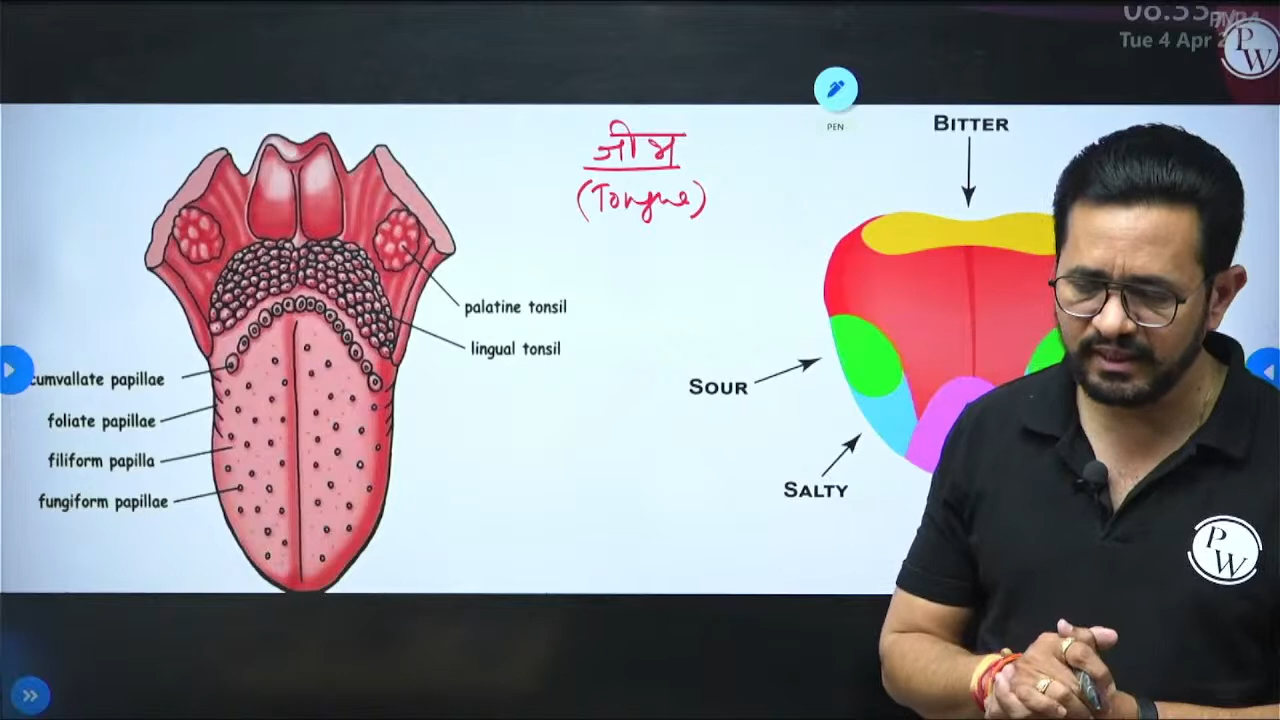 Tue 4 Apr
PW
PEN
BITTER
जीभ
(Tongue)
palatine tonsil
lingual tonsil
cumvallate papillae
foliate papillae
filiform papilla
fungiform papillae
SOUR
SALTY
PW